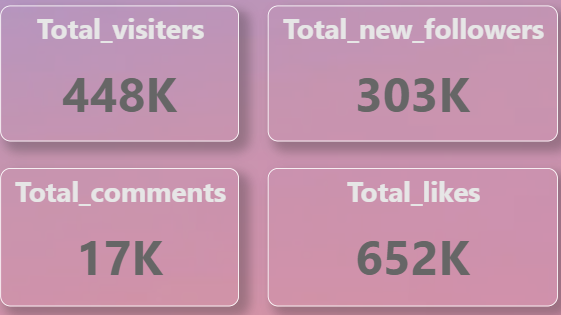 Total_visiters
448K
Total_new_followers
303K
Total_comments
17K
Total_likes
652K